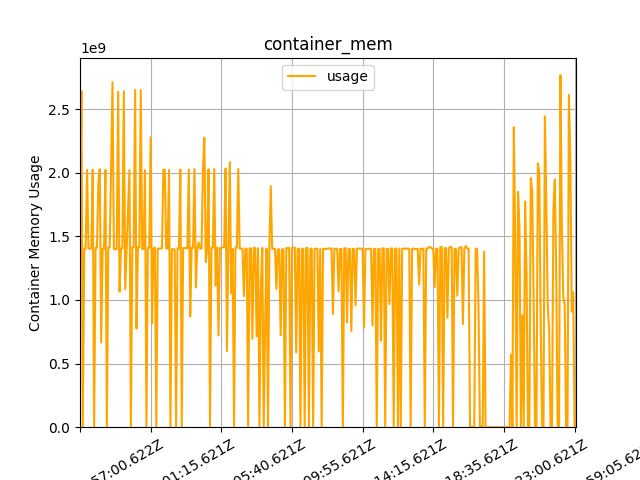 container_mem
1e9
usage
Container Memory Usage
2.5
2.0
1.5
1.0
0.5
0.0
57:00.622Z
01:15.621Z
05:40.621Z
09:55.621Z
14:15.621Z
18:35.621Z
23:00.621Z